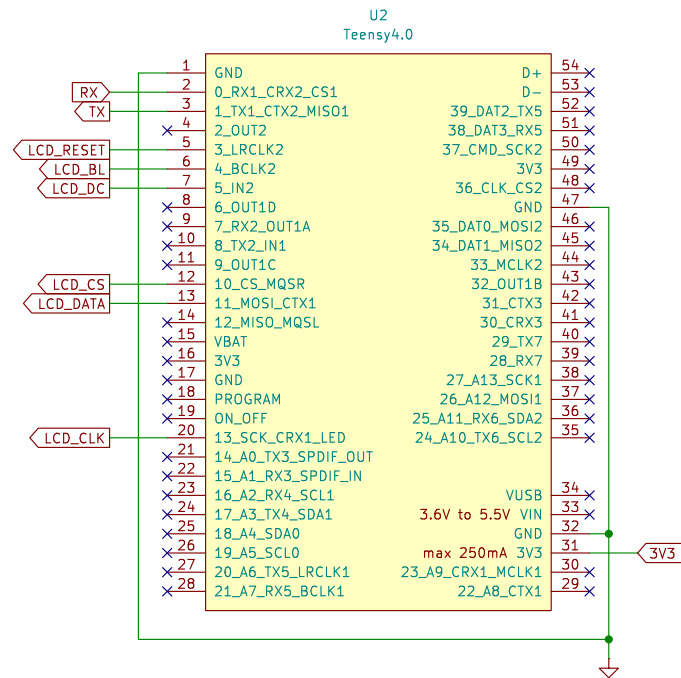 U2
Teensy4.0
1 GND D+ 54
RX 2 0_RX1_CRX2_CS1 D- 53
TX 3 1_TX1_CTX2_MISO1 39_DAT2_TX5 52
4 2_OUT2 38_DAT3_RX5 51
LCD_RESET 5 3_LRCLK2 37_CMD_SCK2 50
LCD_BL 6 4_BCLK2 3V3 49
LCD_DC 7 5_IN2 36_CLK_CS2 48
8 6_OUT1D GND 47
9 7_RX2_OUT1A 35_DAT0_MOSI2 46
10 8_TX2_IN1 34_DAT1_MISO2 45
11 9_OUT1C 33_MCLK2 44
LCD_CS 12 10_CS_MQSR 32_OUT1B 43
LCD_DATA 13 11_MOSI_CTX1 31_CTX3 42
14 12_MISO_MQSL 30_CRX3 41
15 VBAT 29_TX7 40
16 3V3 28_RX7 39
17 GND 27_A13_SCK1 38
18 PROGRAM 26_A12_MOSI1 37
19 ON_OFF 25_A11_RX6_SDA2 36
LCD_CLK 20 13_SCK_CRX1_LED 24_A10_TX6_SCL2 35
21 14_A0_TX3_SPDIF_OUT
22 15_A1_RX3_SPDIF_IN
23 16_A2_RX4_SCL1 VUSB 34
24 17_A3_TX4_SDA1 3.6V to 5.5V VIN 33
25 18_A4_SDA0 GND 32
26 19_A5_SCL0 max 250mA 3V3 31 3V3
27 20_A6_TX5_LRCLK1 23_A9_CRX1_MCLK1 30
28 21_A7_RX5_BCLK1 22_A8_CTX1 29